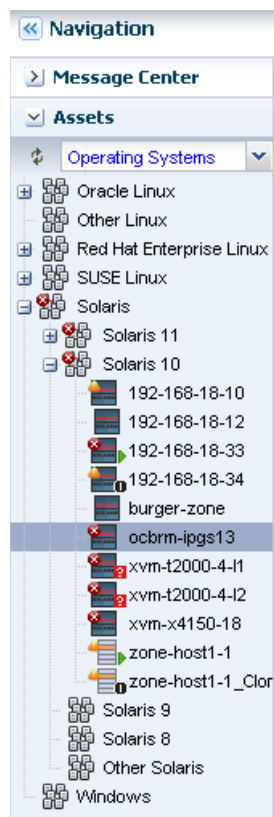 Navigation
Message Center
Assets
Operating Systems
Oracle Linux
Other Linux
Red Hat Enterprise Linux
SUSE Linux
Solaris
Solaris 11
Solaris 10
192-168-18-10
192-168-18-12
192-168-18-33
192-168-18-34
burger-zone
ocbrm-ipgs13
xvm-t2000-4-l1
xvm-t2000-4-l2
xvm-x4150-18
zone-host1-1
zone-host1-1_Clor
Solaris 9
Solaris 8
Other Solaris
Windows